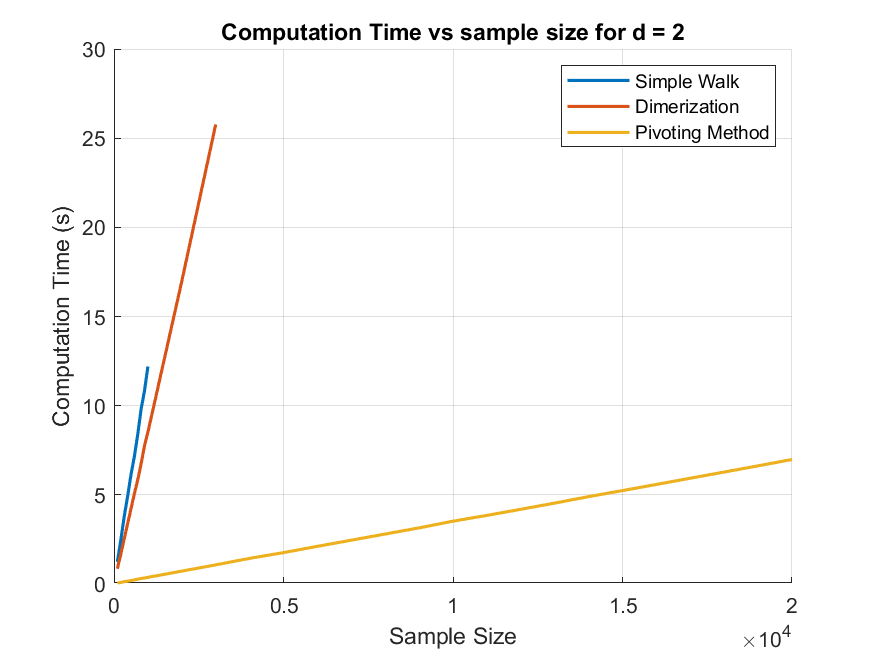 Computation Time vs sample size for d = 2
30
25
20
15
10
5
0
Computation Time (s)
Simple Walk
Dimerization
Pivoting Method
0 0.5 1 1.5 2
×10^4
Sample Size